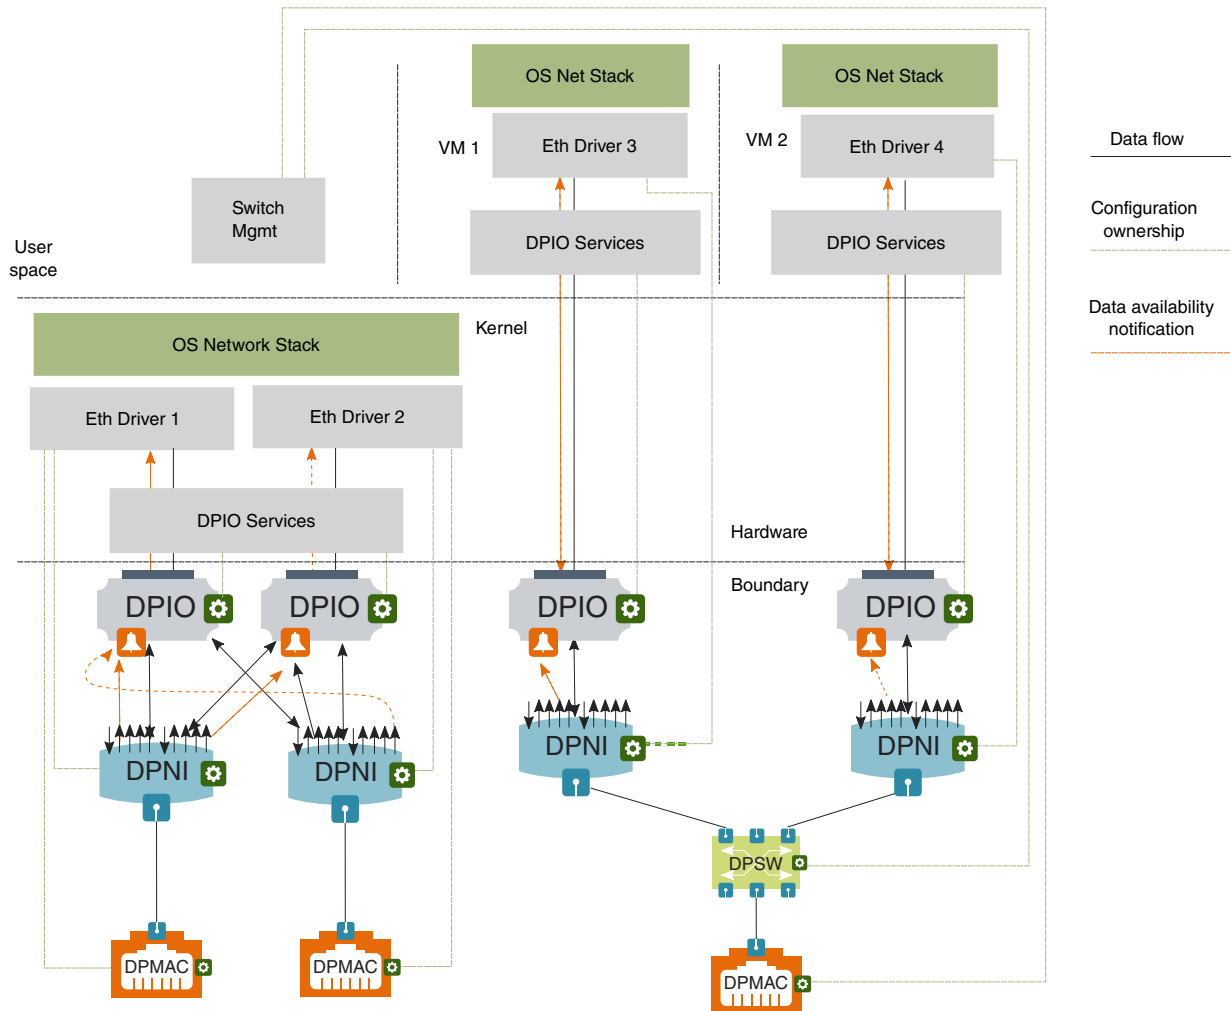 OS Net Stack
OS Net Stack
VM 1
Eth Driver 3
VM 2
Eth Driver 4
Data flow
Switch
Mgmt
Configuration
ownership
User
space
DPIO Services
DPIO Services
Kernel
Data availability
notification
OS Network Stack
Eth Driver 1
Eth Driver 2
DPIO Services
Hardware
Boundary
DPIO
DPIO
DPIO
DPIO
DPNI
DPNI
DPNI
DPNI
DPSW
DPMAC
DPMAC
DPMAC